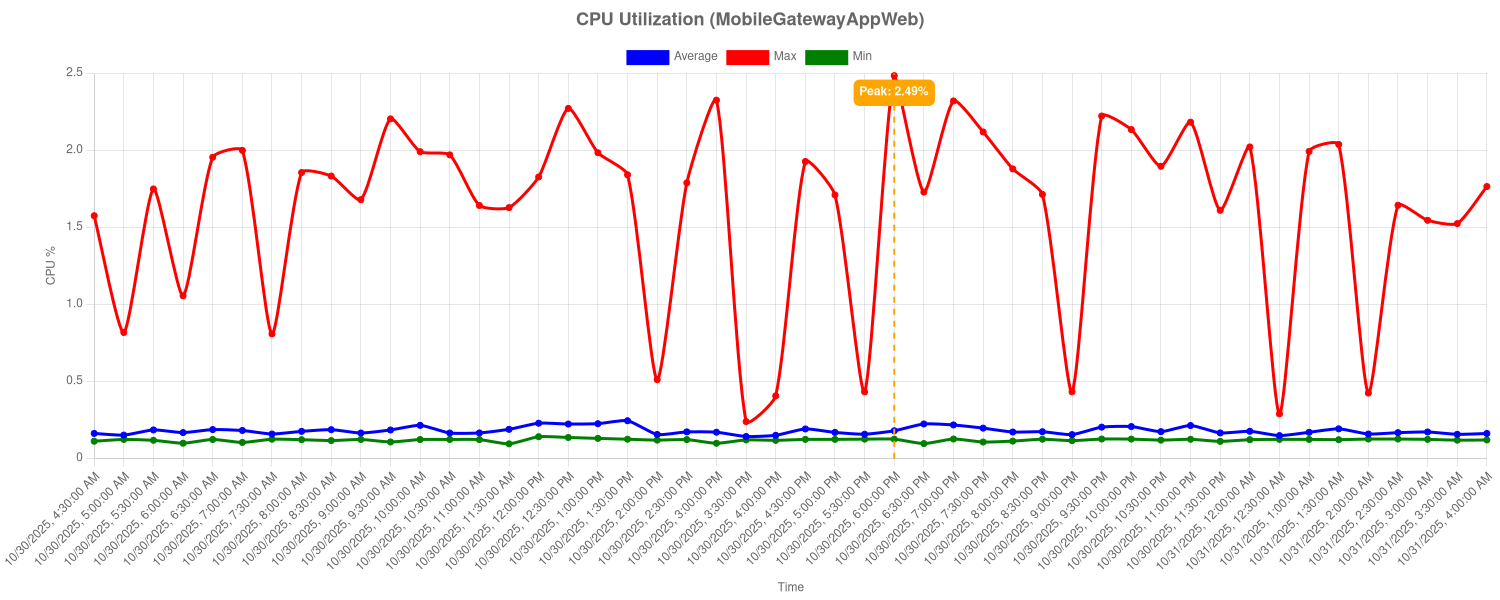 CPU Utilization (MobileGatewayAppWeb)
Average
Max
Min
2.5
2.0
1.5
1.0
0.5
0
CPU %
Peak: 2.49%
10/30/2025, 4:30:00 AM
10/30/2025, 5:00:00 AM
10/30/2025, 5:30:00 AM
10/30/2025, 6:00:00 AM
10/30/2025, 6:30:00 AM
10/30/2025, 7:00:00 AM
10/30/2025, 7:30:00 AM
10/30/2025, 8:00:00 AM
10/30/2025, 8:30:00 AM
10/30/2025, 9:00:00 AM
10/30/2025, 9:30:00 AM
10/30/2025, 10:00:00 AM
10/30/2025, 10:30:00 AM
10/30/2025, 11:00:00 AM
10/30/2025, 11:30:00 AM
10/30/2025, 12:00:00 PM
10/30/2025, 12:30:00 PM
10/30/2025, 1:00:00 PM
10/30/2025, 1:30:00 PM
10/30/2025, 2:00:00 PM
10/30/2025, 2:30:00 PM
10/30/2025, 3:00:00 PM
10/30/2025, 3:30:00 PM
10/30/2025, 4:00:00 PM
10/30/2025, 4:30:00 PM
10/30/2025, 5:00:00 PM
10/30/2025, 5:30:00 PM
10/30/2025, 6:00:00 PM
10/30/2025, 6:30:00 PM
10/30/2025, 7:00:00 PM
10/30/2025, 7:30:00 PM
10/30/2025, 8:00:00 PM
10/30/2025, 8:30:00 PM
10/30/2025, 9:00:00 PM
10/30/2025, 9:30:00 PM
10/30/2025, 10:00:00 PM
10/30/2025, 10:30:00 PM
10/30/2025, 11:00:00 PM
10/30/2025, 11:30:00 PM
10/31/2025, 12:00:00 AM
10/31/2025, 12:30:00 AM
10/31/2025, 1:00:00 AM
10/31/2025, 1:30:00 AM
10/31/2025, 2:00:00 AM
10/31/2025, 2:30:00 AM
10/31/2025, 3:00:00 AM
10/31/2025, 3:30:00 AM
10/31/2025, 4:00:00 AM
Time